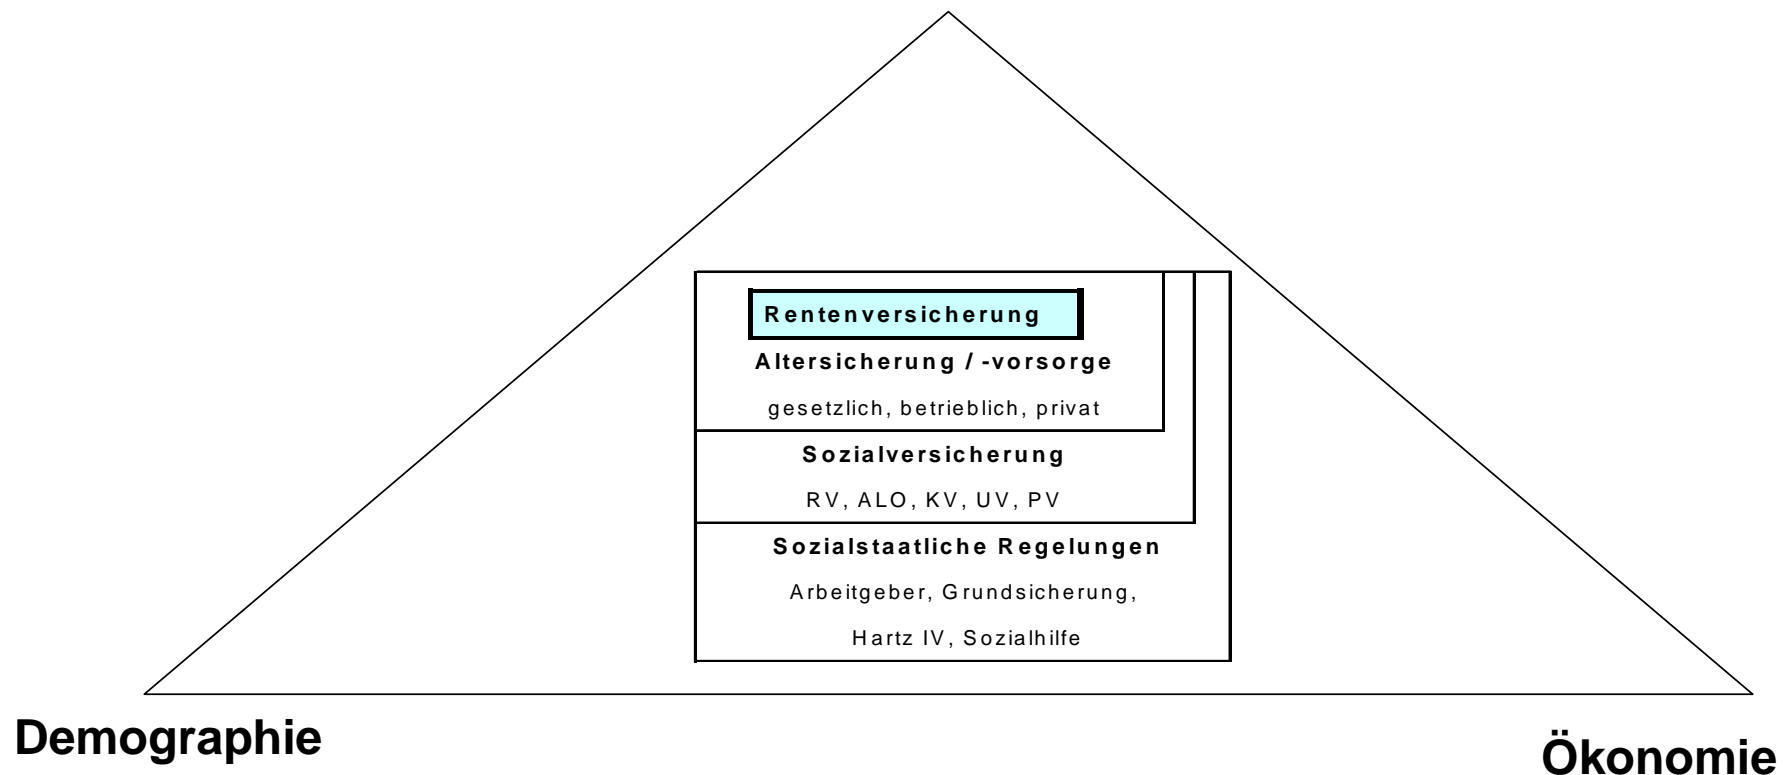 Rentenversicherung
Altersicherung / -vorsorge
gesetzlich, betrieblich, privat
Sozialversicherung
RV, ALO, KV, UV, PV
Sozialstaatliche Regelungen
Arbeitgeber, Grundsicherung,
Hartz IV, Sozialhilfe
Demographie
Ökonomie